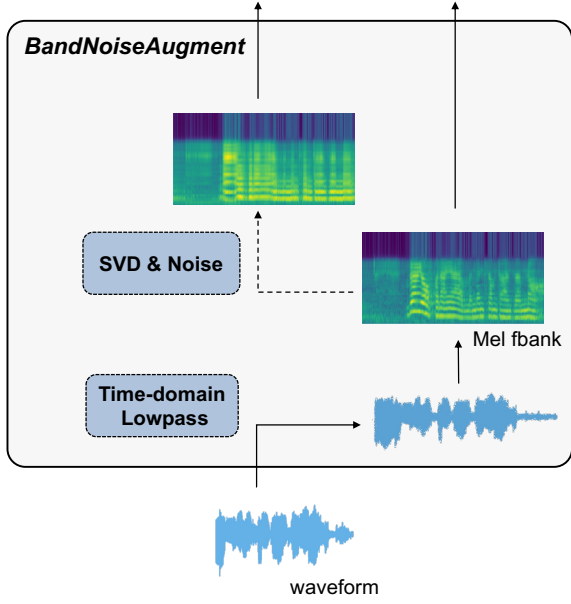 BandNoiseAugment
SVD & Noise
Mel fbank
Time-domain
Lowpass
waveform